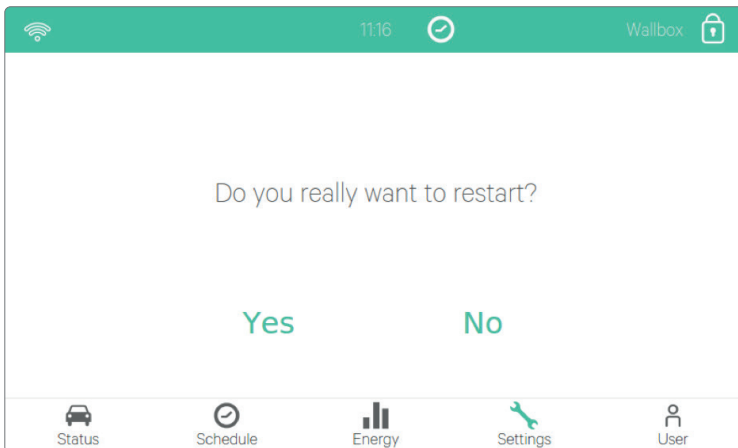 11:16 Wallbox
Do you really want to restart?
Yes No
Status Schedule Energy Settings User